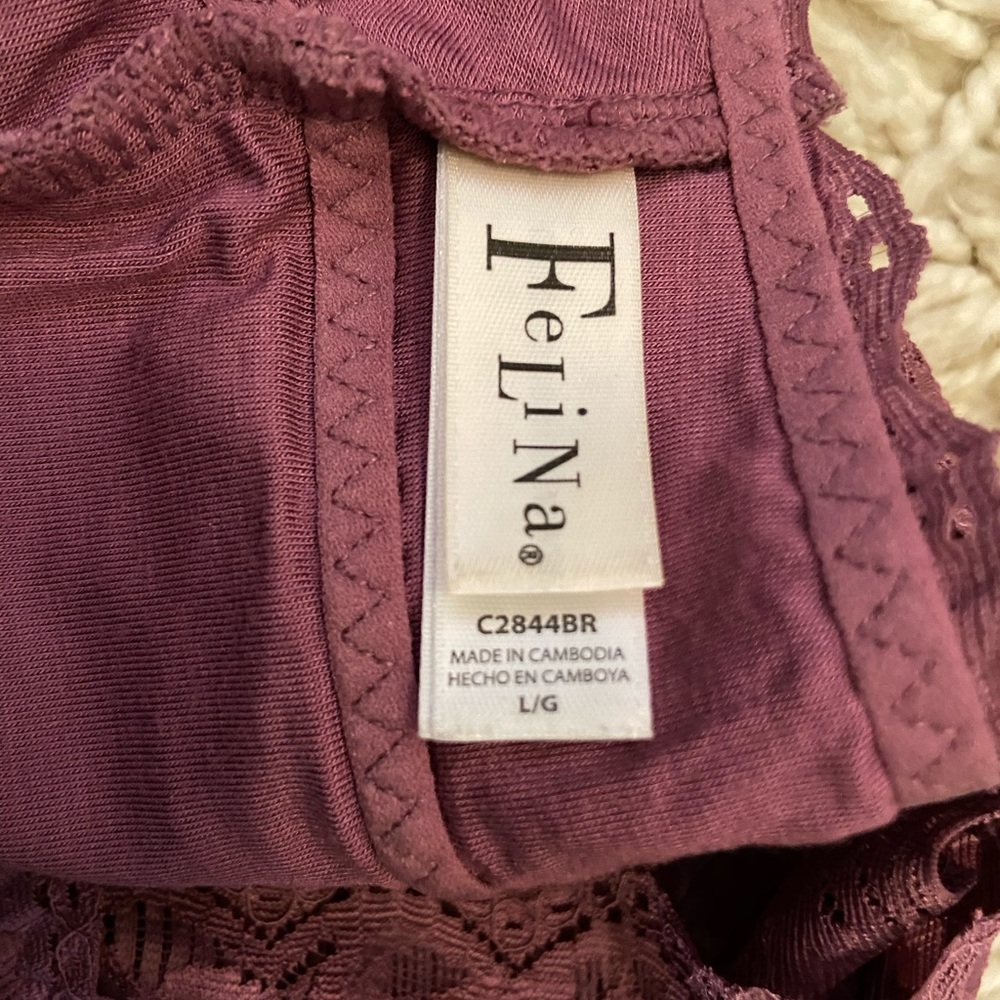 FeLiNa®
C2844BR
MADE IN CAMBODIA
HECHO EN CAMBOYA
L/G